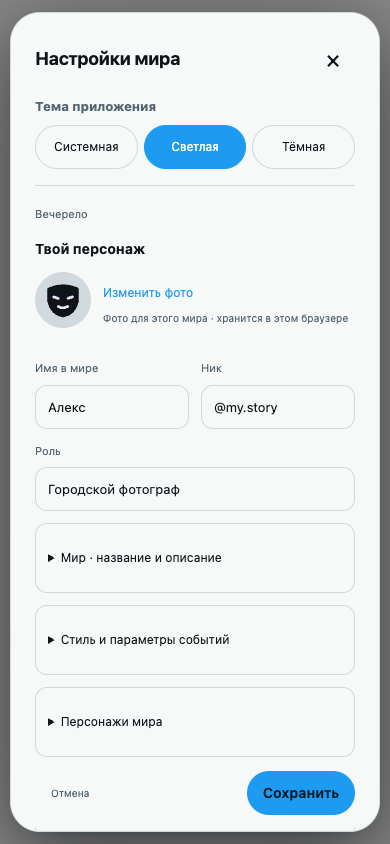 Настройки мира
Тема приложения
Системная
Светлая
Тёмная
Вечерело
Твой персонаж
Изменить фото
Фото для этого мира · хранится в этом браузере
Имя в мире
Ник
Алекс
@my.story
Роль
Городской фотограф
Мир · название и описание
Стиль и параметры событий
Персонажи мира
Отмена
Сохранить